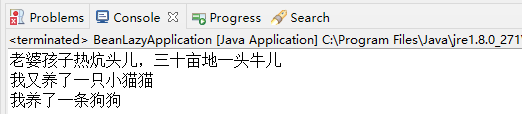 Problems Console Progress Search
<terminated> BeanLazyApplication [Java Application] C:\Program Files\Java\jre1.8.0_271
老婆孩子热炕头儿，三十亩地一头牛儿
我又养了一只小猫猫
我养了一条狗狗